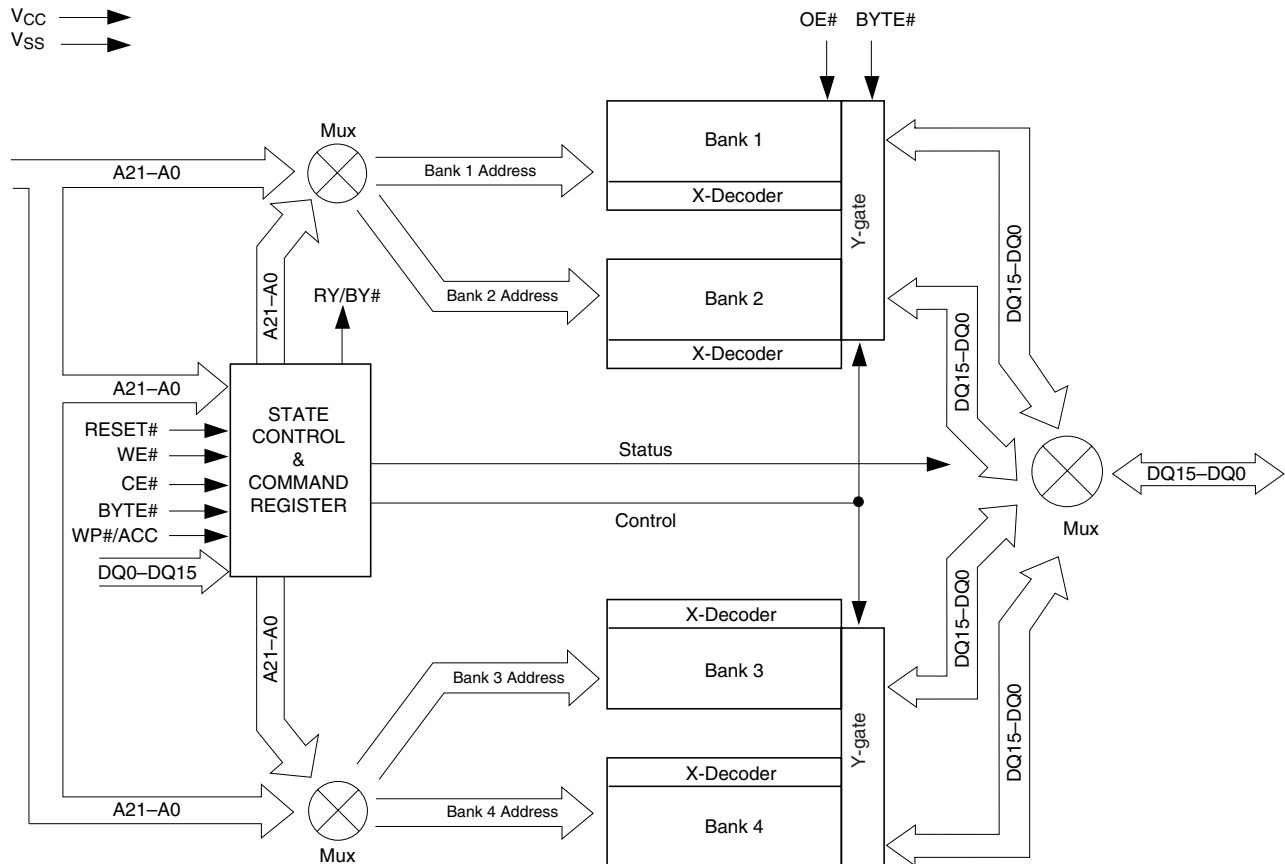 VCC
VSS
OE# BYTE#
Mux
A21–A0
Bank 1 Address
Bank 1
X-Decoder
Y-gate
DQ15–DQ0
A21–A0
RY/BY#
Bank 2 Address
Bank 2
X-Decoder
DQ15–DQ0
A21–A0
RESET#
WE#
CE#
BYTE#
WP#/ACC
DQ0–DQ15
STATE
CONTROL
&
COMMAND
REGISTER
Status
Control
DQ15–DQ0
Mux
A21–A0
X-Decoder
Bank 3 Address
Bank 3
Y-gate
DQ15–DQ0
DQ15–DQ0
X-Decoder
A21–A0
Bank 4 Address
Bank 4
Mux